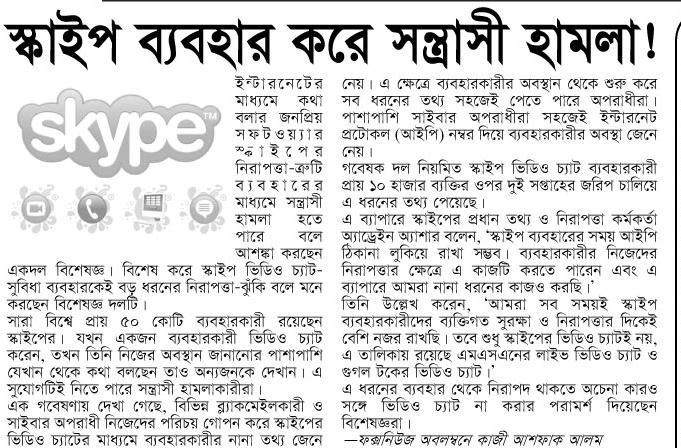 স্কাইপ ব্যবহার করে সন্ত্রাসী হামলা!
skype™
ইন্টারনেটের
মাধ্যমে কথা
বলার জনপ্রিয়
সফটওয়্যার
স্কাইপের
নিরাপত্তা-ত্রুটি
ব্যবহারের
মাধ্যমে সন্ত্রাসী
হামলা হতে
পারে বলে
আশঙ্কা করছেন
একদল বিশেষজ্ঞ। বিশেষ করে স্কাইপ ভিডিও চ্যাট-
সুবিধা ব্যবহারকেই বড় ধরনের নিরাপত্তা-ঝুঁকি বলে মনে
করছেন বিশেষজ্ঞ দলটি।
সারা বিশ্বে প্রায় ৫০ কোটি ব্যবহারকারী রয়েছেন
স্কাইপের। যখন একজন ব্যবহারকারী ভিডিও চ্যাট
করেন, তখন তিনি নিজের অবস্থান জানানোর পাশাপাশি
যেখান থেকে কথা বলছেন তাও অন্যজনকে দেখান। এ
সুযোগটিই নিতে পারে সন্ত্রাসী হামলাকারীরা।
এক গবেষণায় দেখা গেছে, বিভিন্ন ব্ল্যাকমেইলকারী ও
সাইবার অপরাধী নিজেদের পরিচয় গোপন করে স্কাইপের
ভিডিও চ্যাটের মাধ্যমে ব্যবহারকারীর নানা তথ্য জেনে
নেয়। এ ক্ষেত্রে ব্যবহারকারীর অবস্থান থেকে শুরু করে
সব ধরনের তথ্য সহজেই পেতে পারে অপরাধীরা।
পাশাপাশি সাইবার অপরাধীরা সহজেই ইন্টারনেট
প্রটোকল (আইপি) নম্বর দিয়ে ব্যবহারকারীর অবস্থা জেনে
নেয়।
গবেষক দল নিয়মিত স্কাইপ ভিডিও চ্যাট ব্যবহারকারী
প্রায় ১০ হাজার ব্যক্তির ওপর দুই সপ্তাহের জরিপ চালিয়ে
এ ধরনের তথ্য পেয়েছে।
এ ব্যাপারে স্কাইপের প্রধান তথ্য ও নিরাপত্তা কর্মকর্তা
অ্যাড্রেইন অ্যাশার বলেন, ‘স্কাইপ ব্যবহারের সময় আইপি
ঠিকানা লুকিয়ে রাখা সম্ভব। ব্যবহারকারীর নিজেদের
নিরাপত্তার ক্ষেত্রে এ কাজটি করতে পারেন এবং এ
ব্যাপারে আমরা নানা ধরনের কাজও করছি।’
তিনি উল্লেখ করেন, ‘আমরা সব সময়ই স্কাইপ
ব্যবহারকারীদের ব্যক্তিগত সুরক্ষা ও নিরাপত্তার দিকেই
বেশি নজর রাখছি। তবে শুধু স্কাইপের ভিডিও চ্যাটই নয়,
এ তালিকায় রয়েছে এমএসএনের লাইভ ভিডিও চ্যাট ও
গুগল টকের ভিডিও চ্যাট।’
এ ধরনের ব্যবহার থেকে নিরাপদ থাকতে অচেনা কারও
সঙ্গে ভিডিও চ্যাট না করার পরামর্শ দিয়েছেন
বিশেষজ্ঞরা।
—ফক্সনিউজ অবলম্বনে কাজী আশফাক আলম